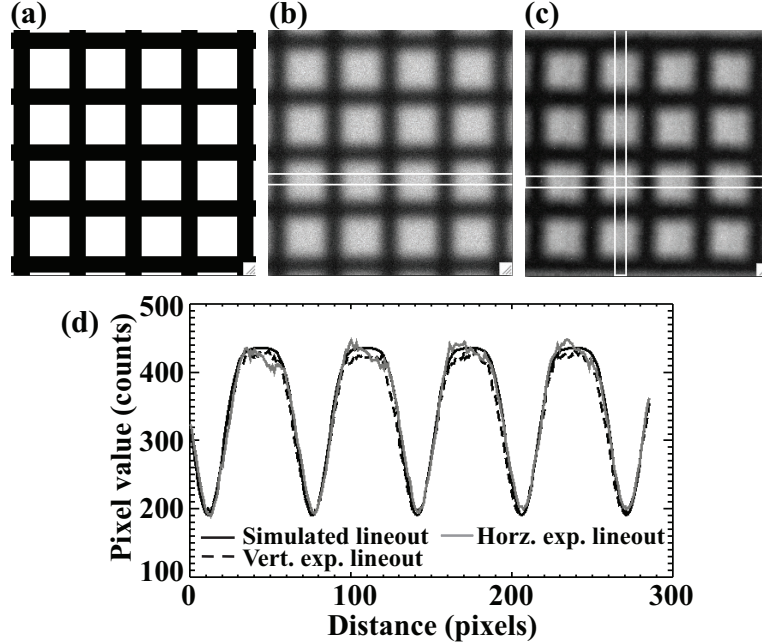 (a)
(b)
(c)
(d)
500
400
300
200
100
Pixel value (counts)
Simulated lineout
Horz. exp. lineout
Vert. exp. lineout
0
100
200
300
Distance (pixels)